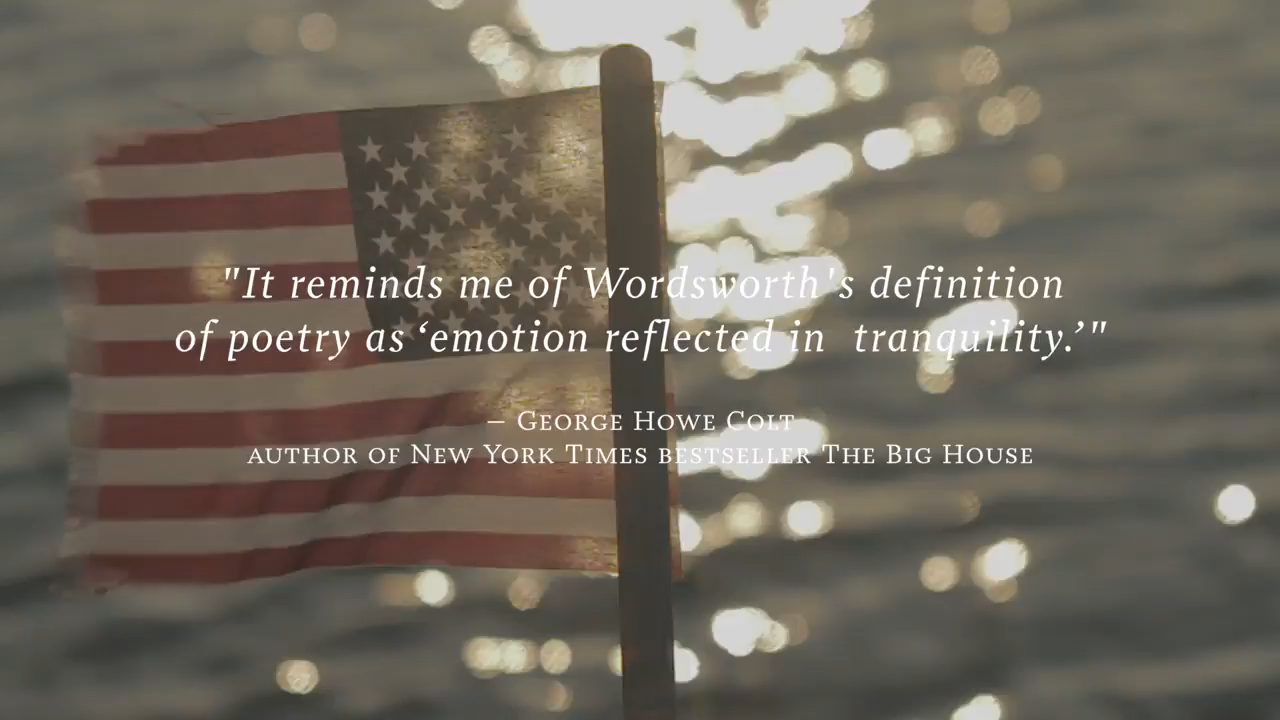 "It reminds me of Wordsworth's definition
of poetry as ‘emotion reflected in  tranquility.’"
– George Howe Colt
author of New York Times bestseller The Big House